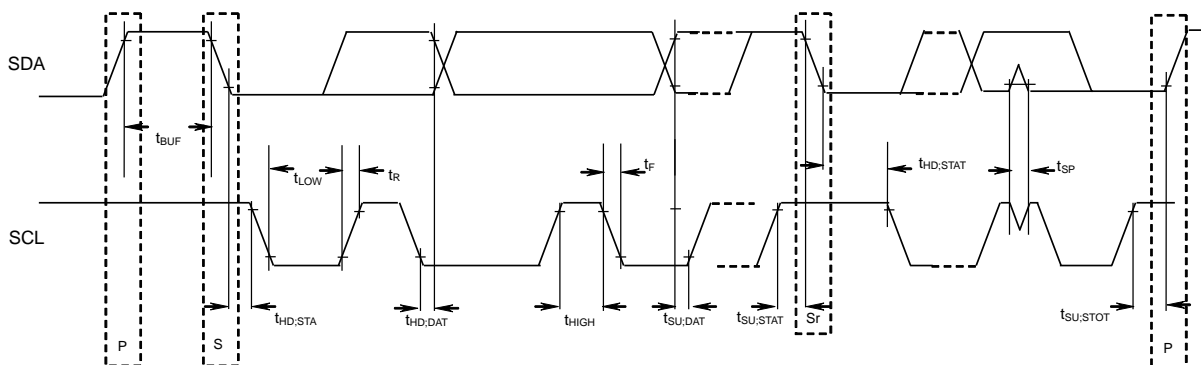 SDA
tBUF
tLOW
tR
tF
tHD;STAT
tSP
SCL
tHD;STA
tHD;DAT
tHIGH
tSU;DAT
tSU;STAT
Sr
tSU;STOT
P
S
P